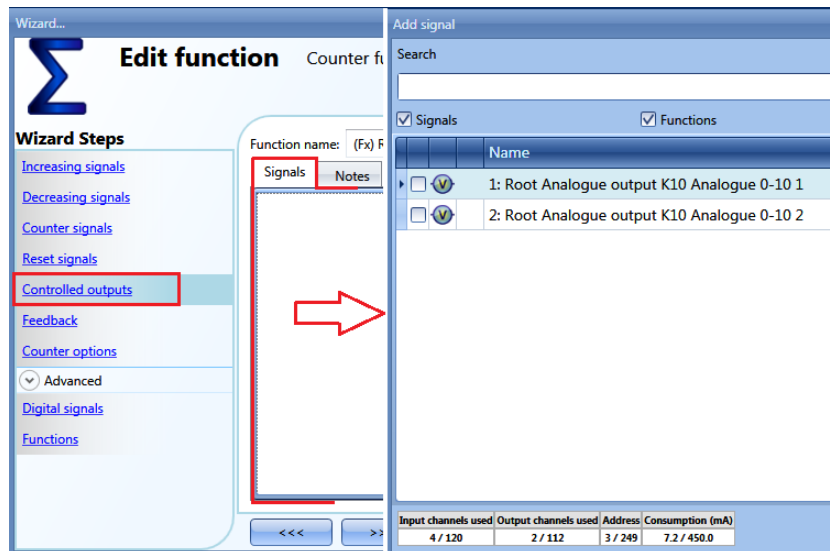 Wizard...
Edit function Counter fu
Wizard Steps
Increasing signals
Decreasing signals
Counter signals
Reset signals
Controlled outputs
Feedback
Counter options
Advanced
Digital signals
Functions
Function name: (Fx) R
Signals Notes
<<< >>
Add signal
Search
Signals Functions
Name
V 1: Root Analogue output K10 Analogue 0-10 1
V 2: Root Analogue output K10 Analogue 0-10 2
Input channels used Output channels used Address Consumption (mA)
4 / 120 2 / 112 3 / 249 7.2 / 450.0